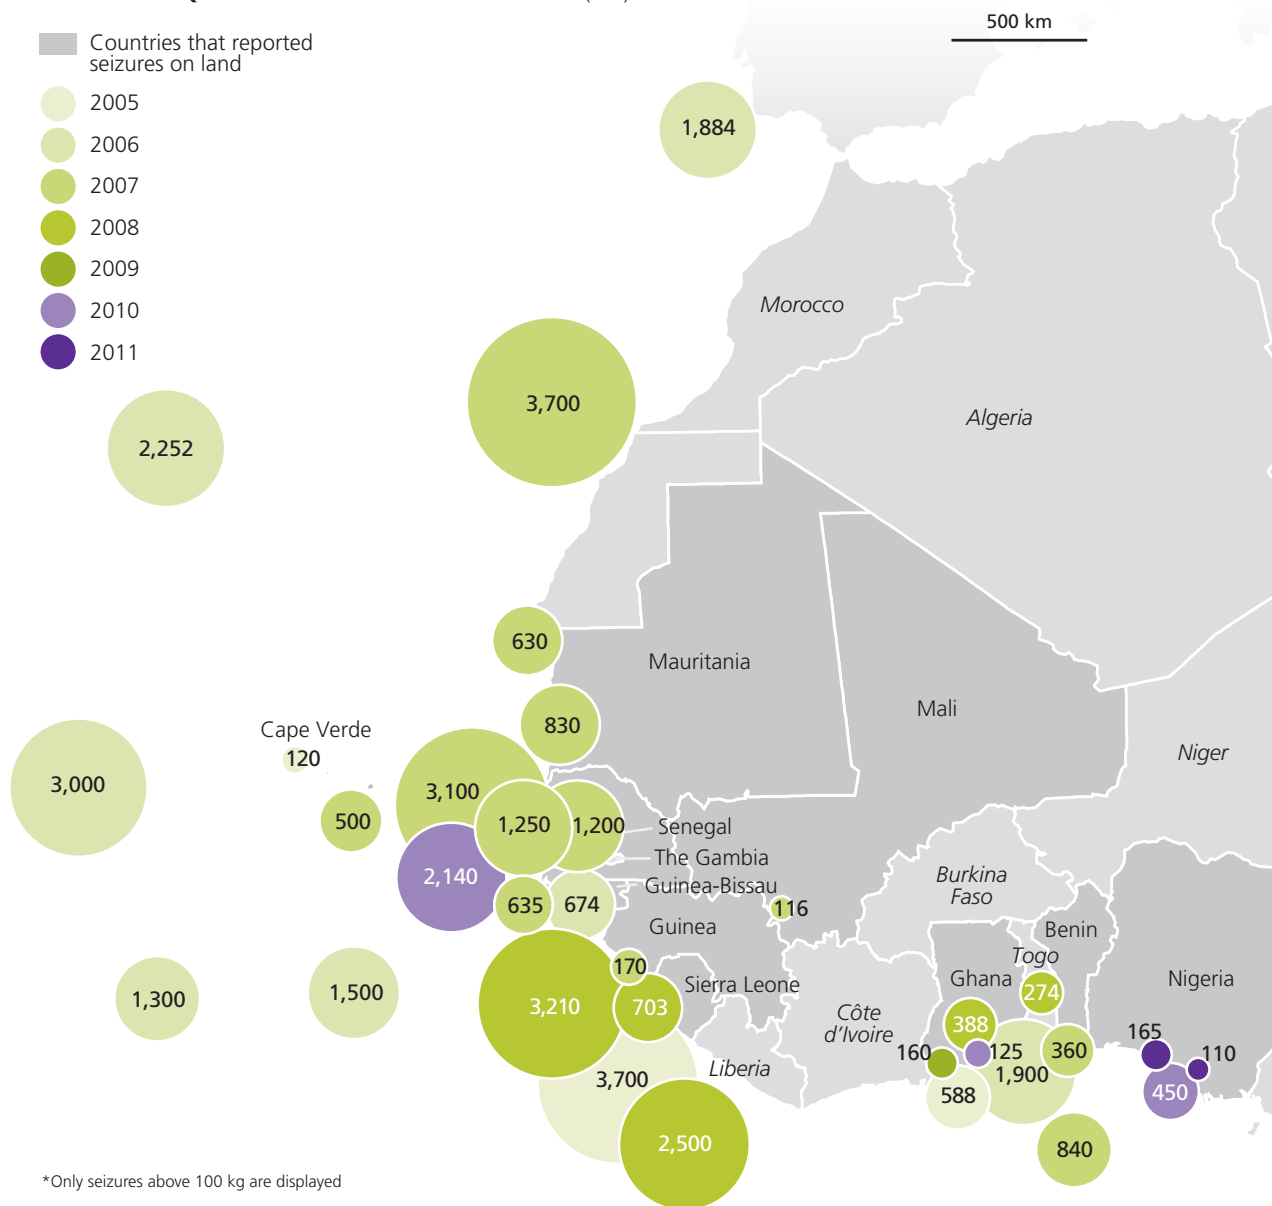 500 km
Countries that reported
seizures on land
2005
2006
2007
2008
2009
2010
2011
1,884
Morocco
3,700
Algeria
2,252
630
Mauritania
Mali
830
Cape Verde
120
Niger
3,000
3,100
500
1,250
1,200
Senegal
The Gambia
2,140
Guinea-Bissau
Burkina
Faso
635
674
116
Guinea
Benin
Togo
170
Ghana
Nigeria
Sierra Leone
1,300
1,500
274
3,210
703
Côte
d'Ivoire
388
165
160
125
360
110
Liberia
3,700
1,900
588
450
2,500
840
*Only seizures above 100 kg are displayed